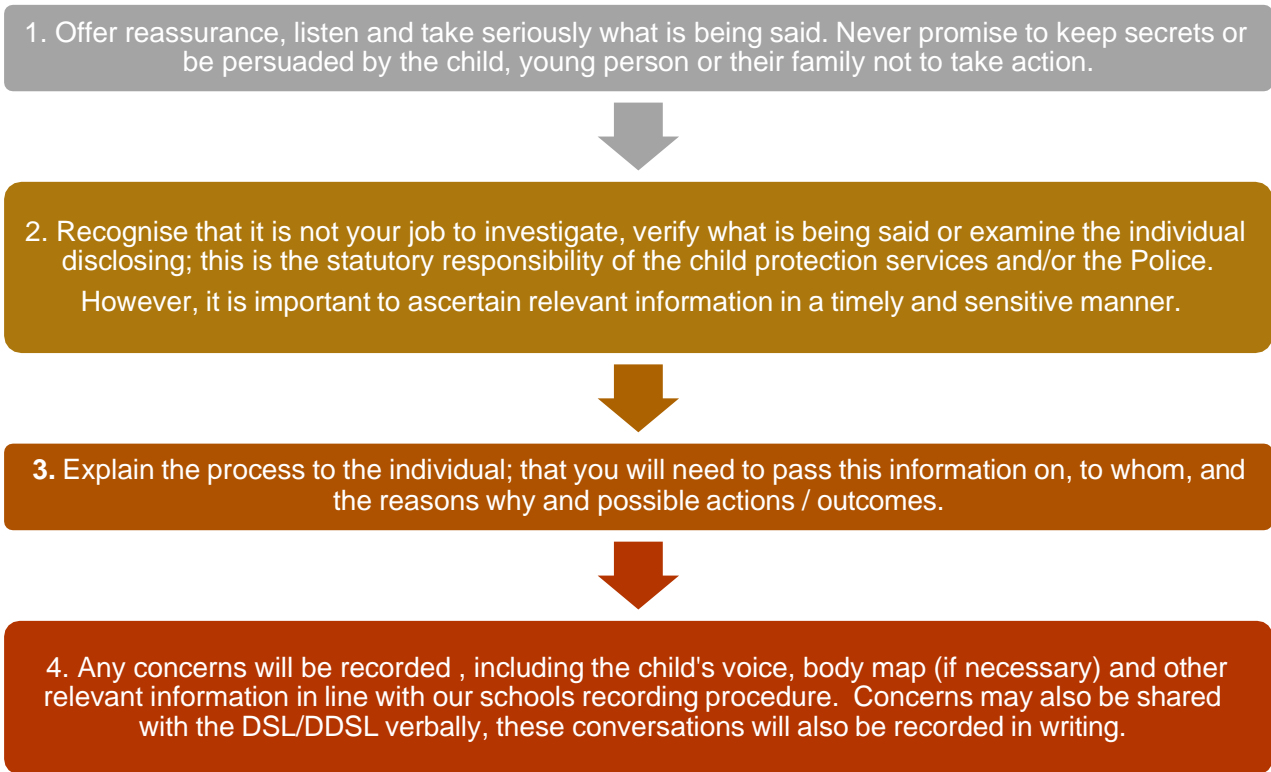 1. Offer reassurance, listen and take seriously what is being said. Never promise to keep secrets or
be persuaded by the child, young person or their family not to take action.
2. Recognise that it is not your job to investigate, verify what is being said or examine the individual
disclosing; this is the statutory responsibility of the child protection services and/or the Police.
However, it is important to ascertain relevant information in a timely and sensitive manner.
3. Explain the process to the individual; that you will need to pass this information on, to whom, and
the reasons why and possible actions / outcomes.
4. Any concerns will be recorded , including the child's voice, body map (if necessary) and other
relevant information in line with our schools recording procedure.  Concerns may also be shared
with the DSL/DDSL verbally, these conversations will also be recorded in writing.